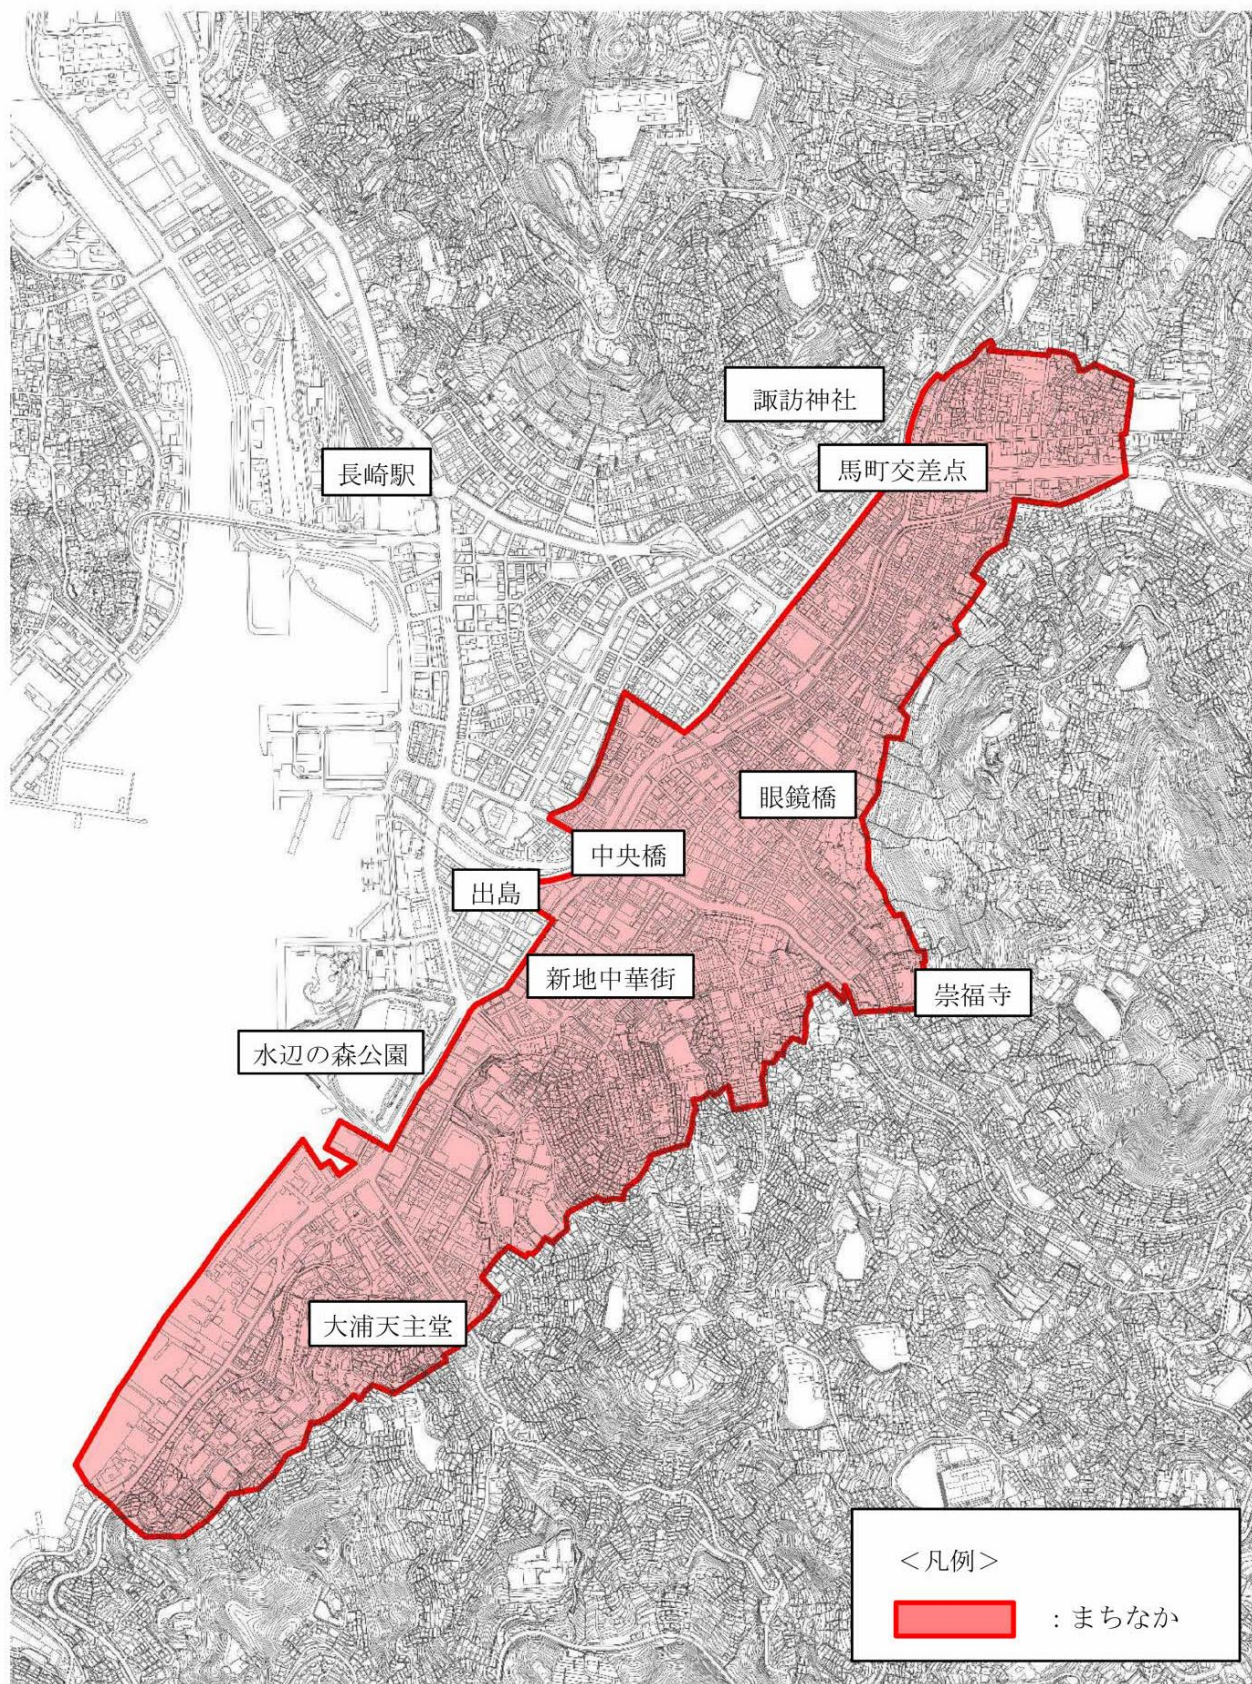 諏訪神社
馬町交差点
長崎駅
眼鏡橋
中央橋
出島
新地中華街
崇福寺
水辺の森公園
大浦天主堂
＜凡例＞
：まちなか